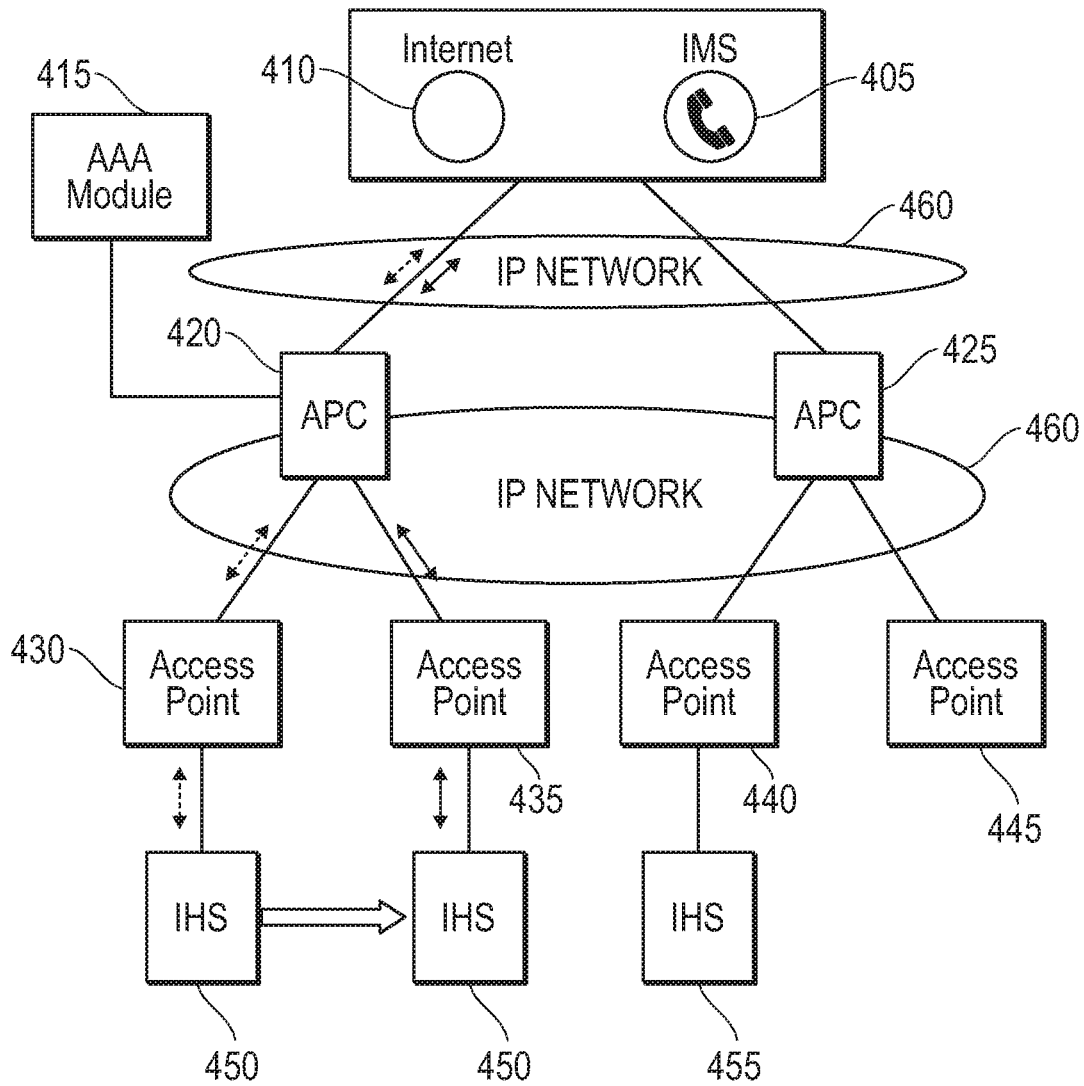 Internet
IMS
415
410
405
AAA
Module
460
IP NETWORK
420
425
APC
APC
460
IP NETWORK
430
Access
Point
Access
Point
Access
Point
Access
Point
435
440
445
IHS
IHS
IHS
450
450
455